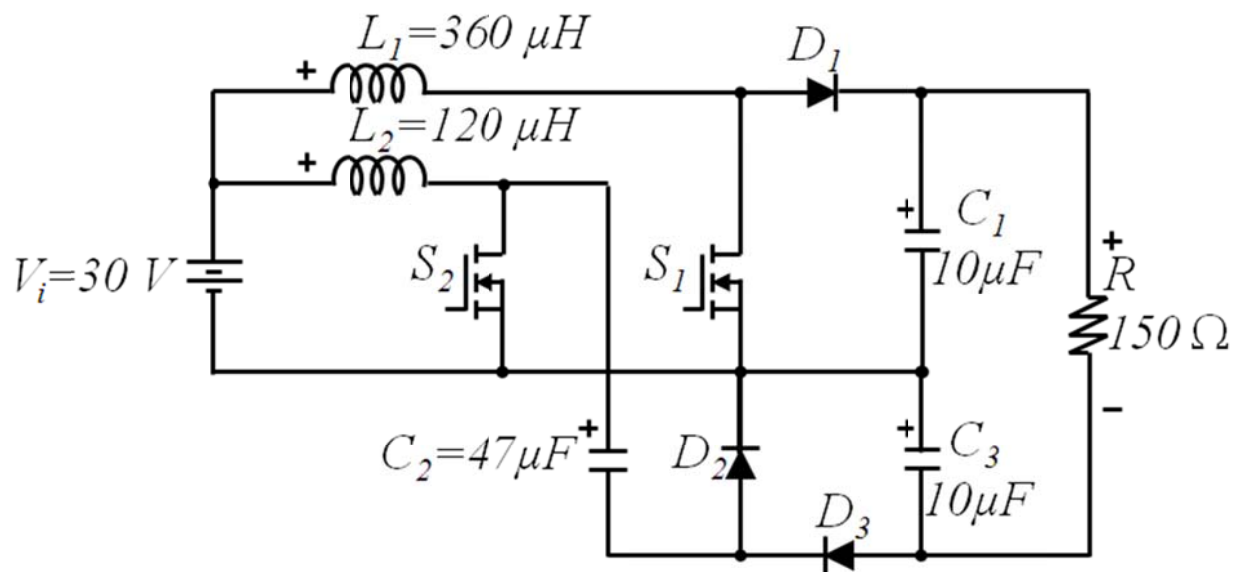 L₁=360 μH
D₁
L₂=120 μH
+
+
Vᵢ=30 V
S₂
S₁
+
C₁
10μF
+
R
150 Ω
−
C₂=47μF
+
D₂
+
C₃
10μF
D₃